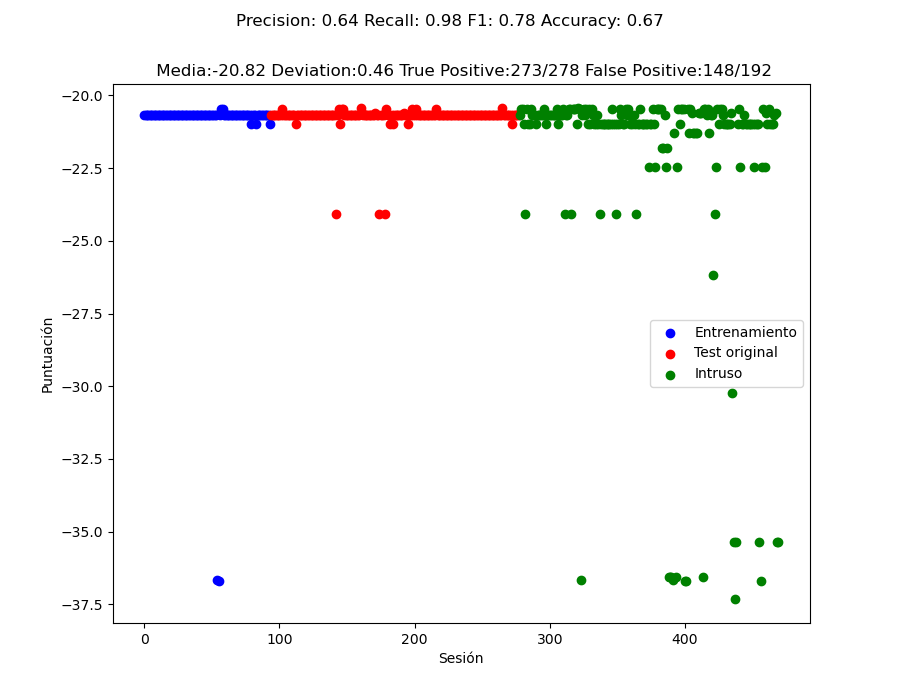 Precision: 0.64 Recall: 0.98 F1: 0.78 Accuracy: 0.67
Media:-20.82 Deviation:0.46 True Positive:273/278 False Positive:148/192
−20.0
−22.5
−25.0
−27.5
−30.0
−32.5
−35.0
−37.5
Puntuación
Entrenamiento
Test original
Intruso
0 100 200 300 400
Sesión